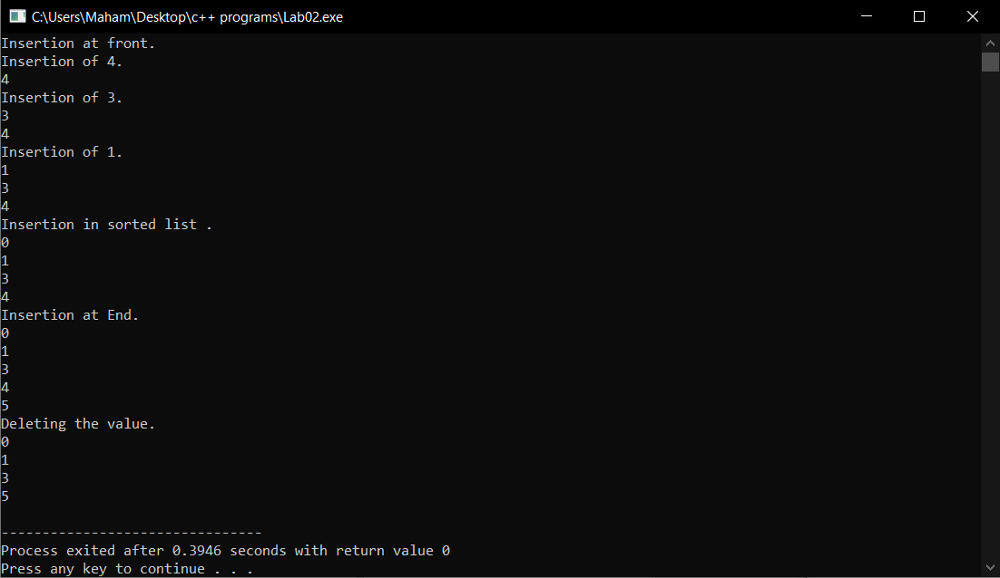 C:\Users\Maham\Desktop\c++ programs\Lab02.exe
Insertion at front.
Insertion of 4.
4
Insertion of 3.
3
4
Insertion of 1.
1
3
4
Insertion in sorted list .
0
1
3
4
Insertion at End.
0
1
3
4
5
Deleting the value.
0
1
3
5
--------------------------------
Process exited after 0.3946 seconds with return value 0
Press any key to continue . . .